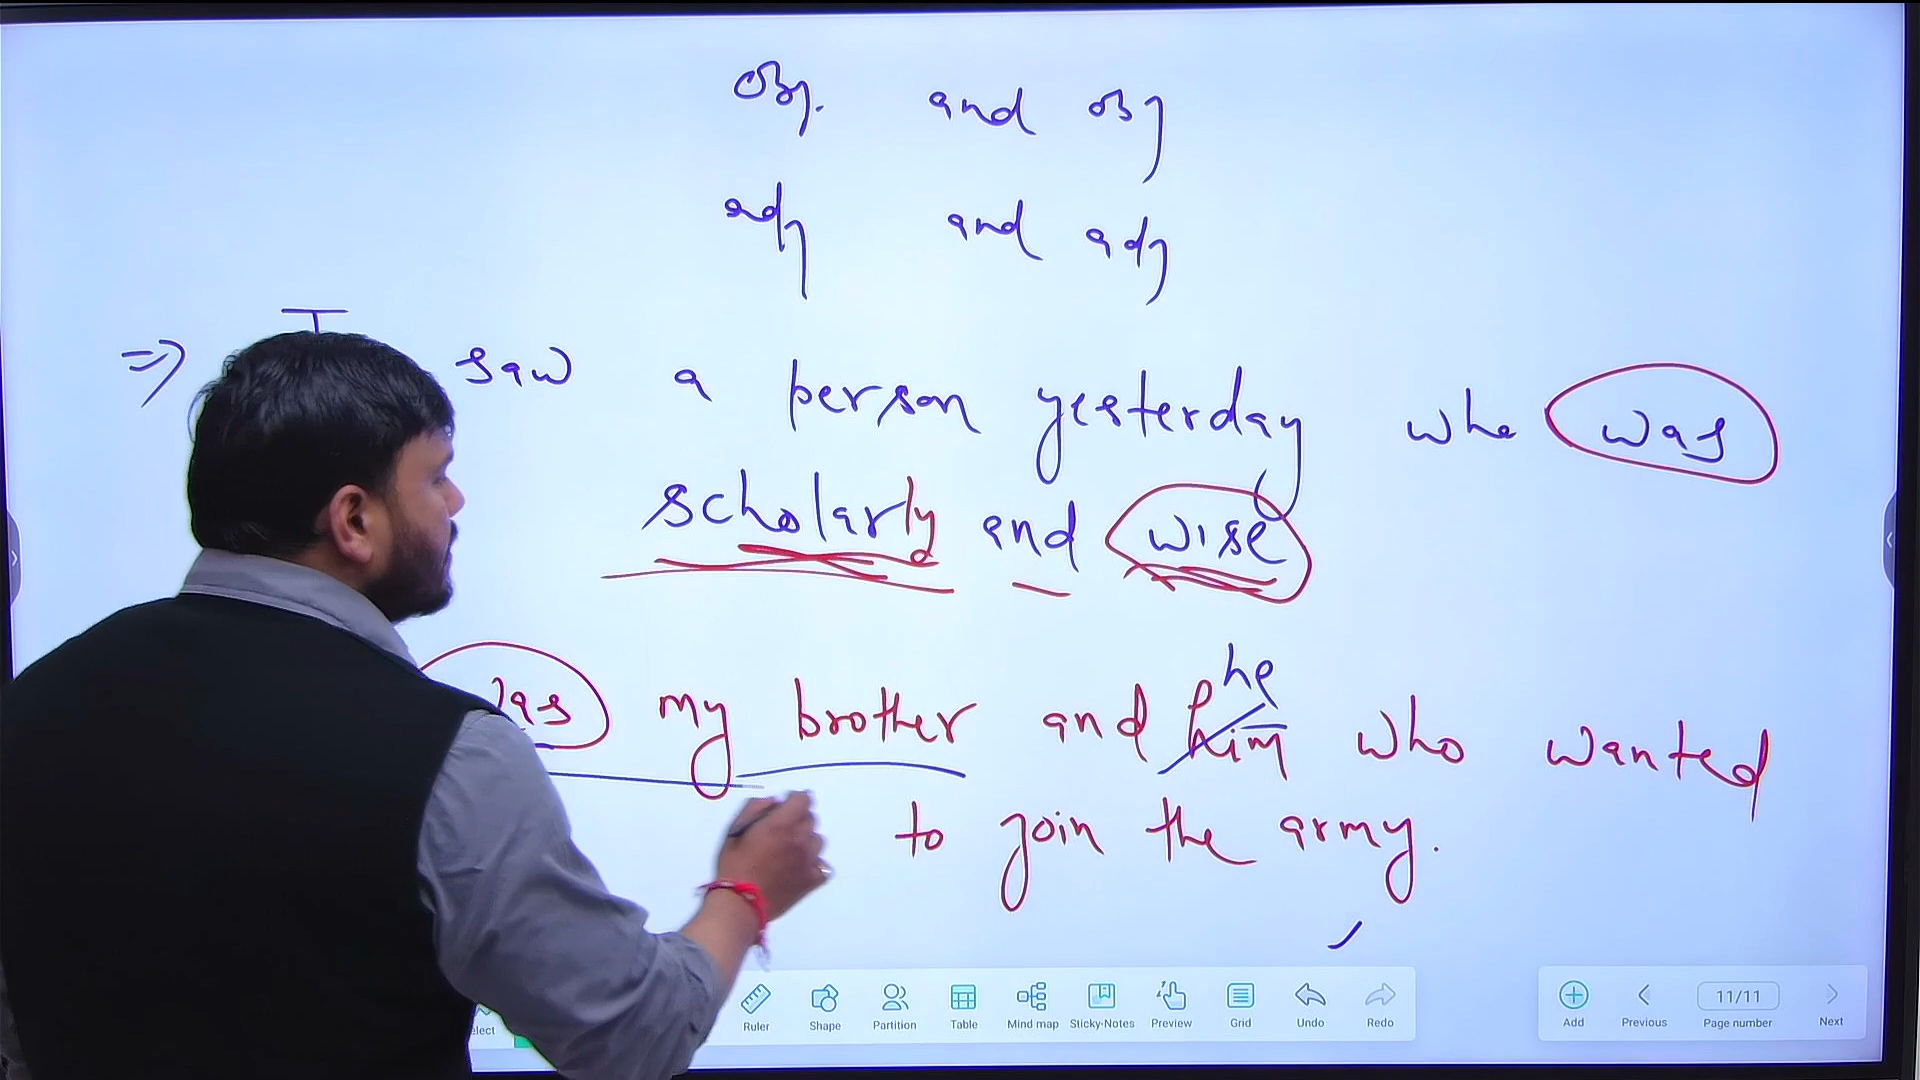 obj. and obj
adj and adj
⇒ I saw a person yesterday who was
scholarly and wise
my brother and him he who wanted
to join the army.
Ruler Shape Partition Table Mind map Sticky-Notes Preview Grid Undo Redo
Add Previous 11/11 Page number Next